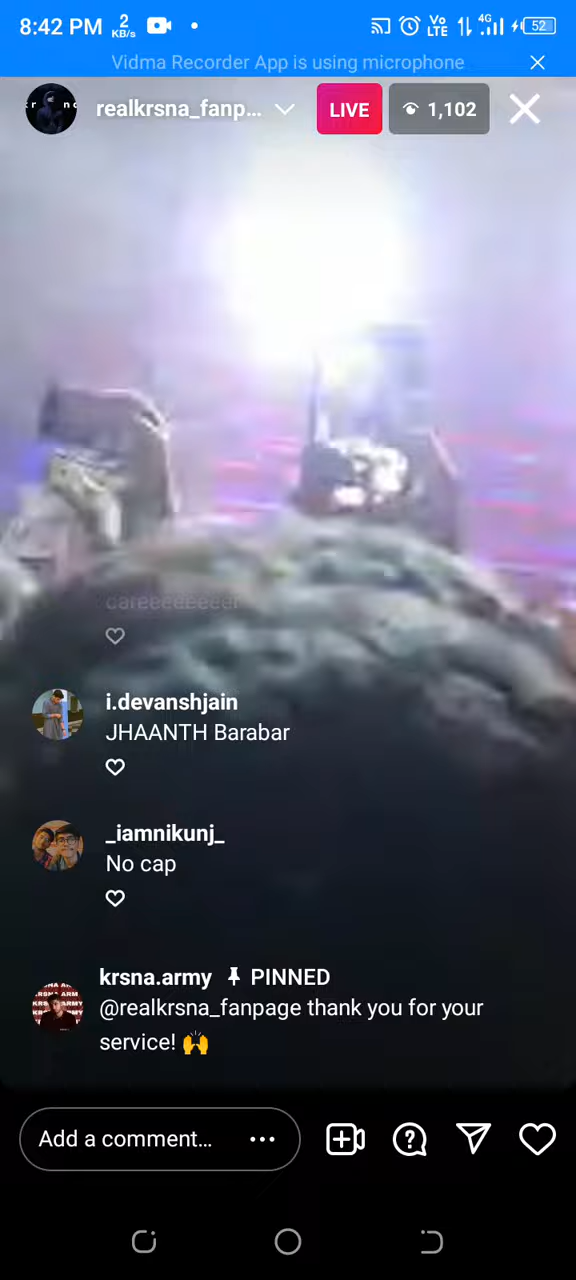 8:42 PM 2 KB/s Vo LTE 4G 52
Vidma Recorder App is using microphone
realkrsna_fanp... LIVE 1,102
careeeeeeeer
i.devanshjain
JHAANTH Barabar
_iamnikunj_
No cap
krsna.army PINNED
@realkrsna_fanpage thank you for your
service! 🙌
Add a comment...